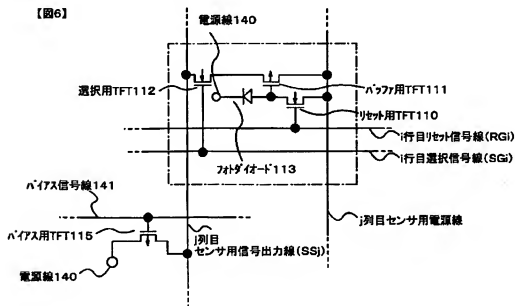 【図6】
電源線140
選択用TFT112
バッファ用TFT111
リセット用TFT110
i行目リセット信号線(RGi)
フォトダイオード113
i行目選択信号線(SGi)
バイアス信号線141
バイアス用TFT115
j列目
センサ用信号出力線(SSj)
j列目センサ用電源線
電源線140